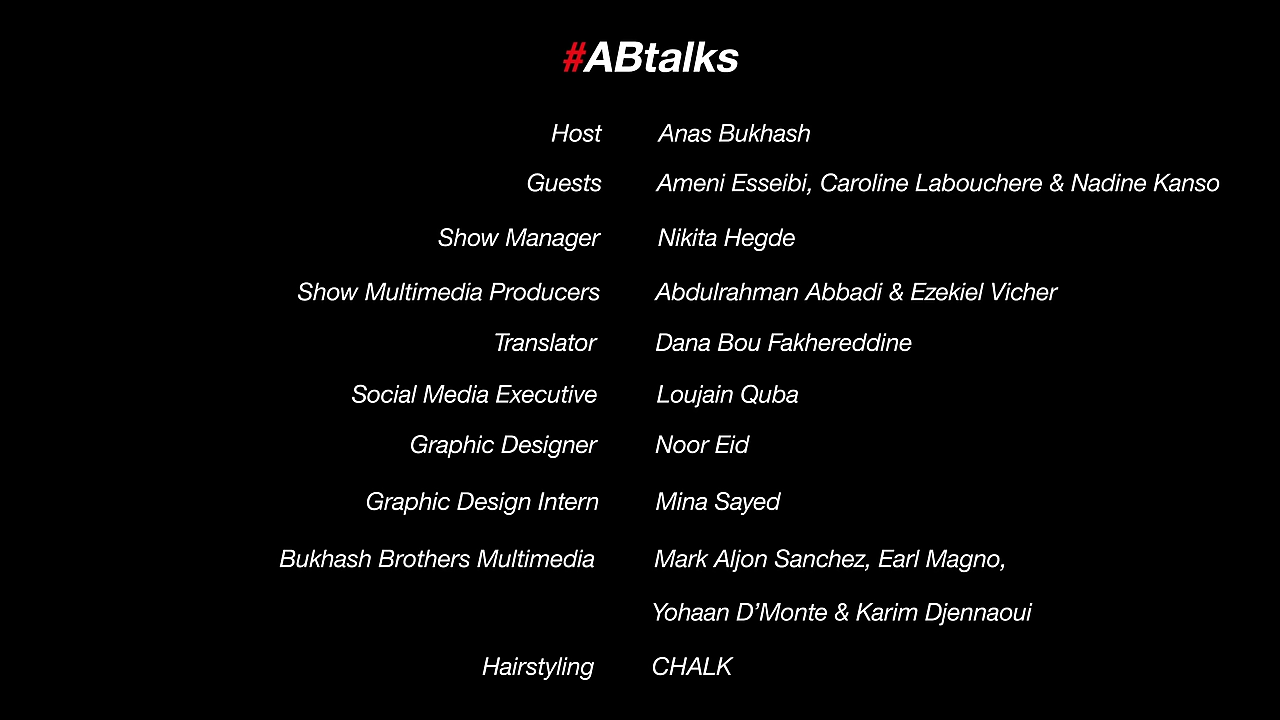 #ABtalks
Host Anas Bukhash
Guests Ameni Esseibi, Caroline Labouchere & Nadine Kanso
Show Manager Nikita Hegde
Show Multimedia Producers Abdulrahman Abbadi & Ezekiel Vicher
Translator Dana Bou Fakhereddine
Social Media Executive Loujain Quba
Graphic Designer Noor Eid
Graphic Design Intern Mina Sayed
Bukhash Brothers Multimedia Mark Aljon Sanchez, Earl Magno,
Yohaan D’Monte & Karim Djennaoui
Hairstyling CHALK